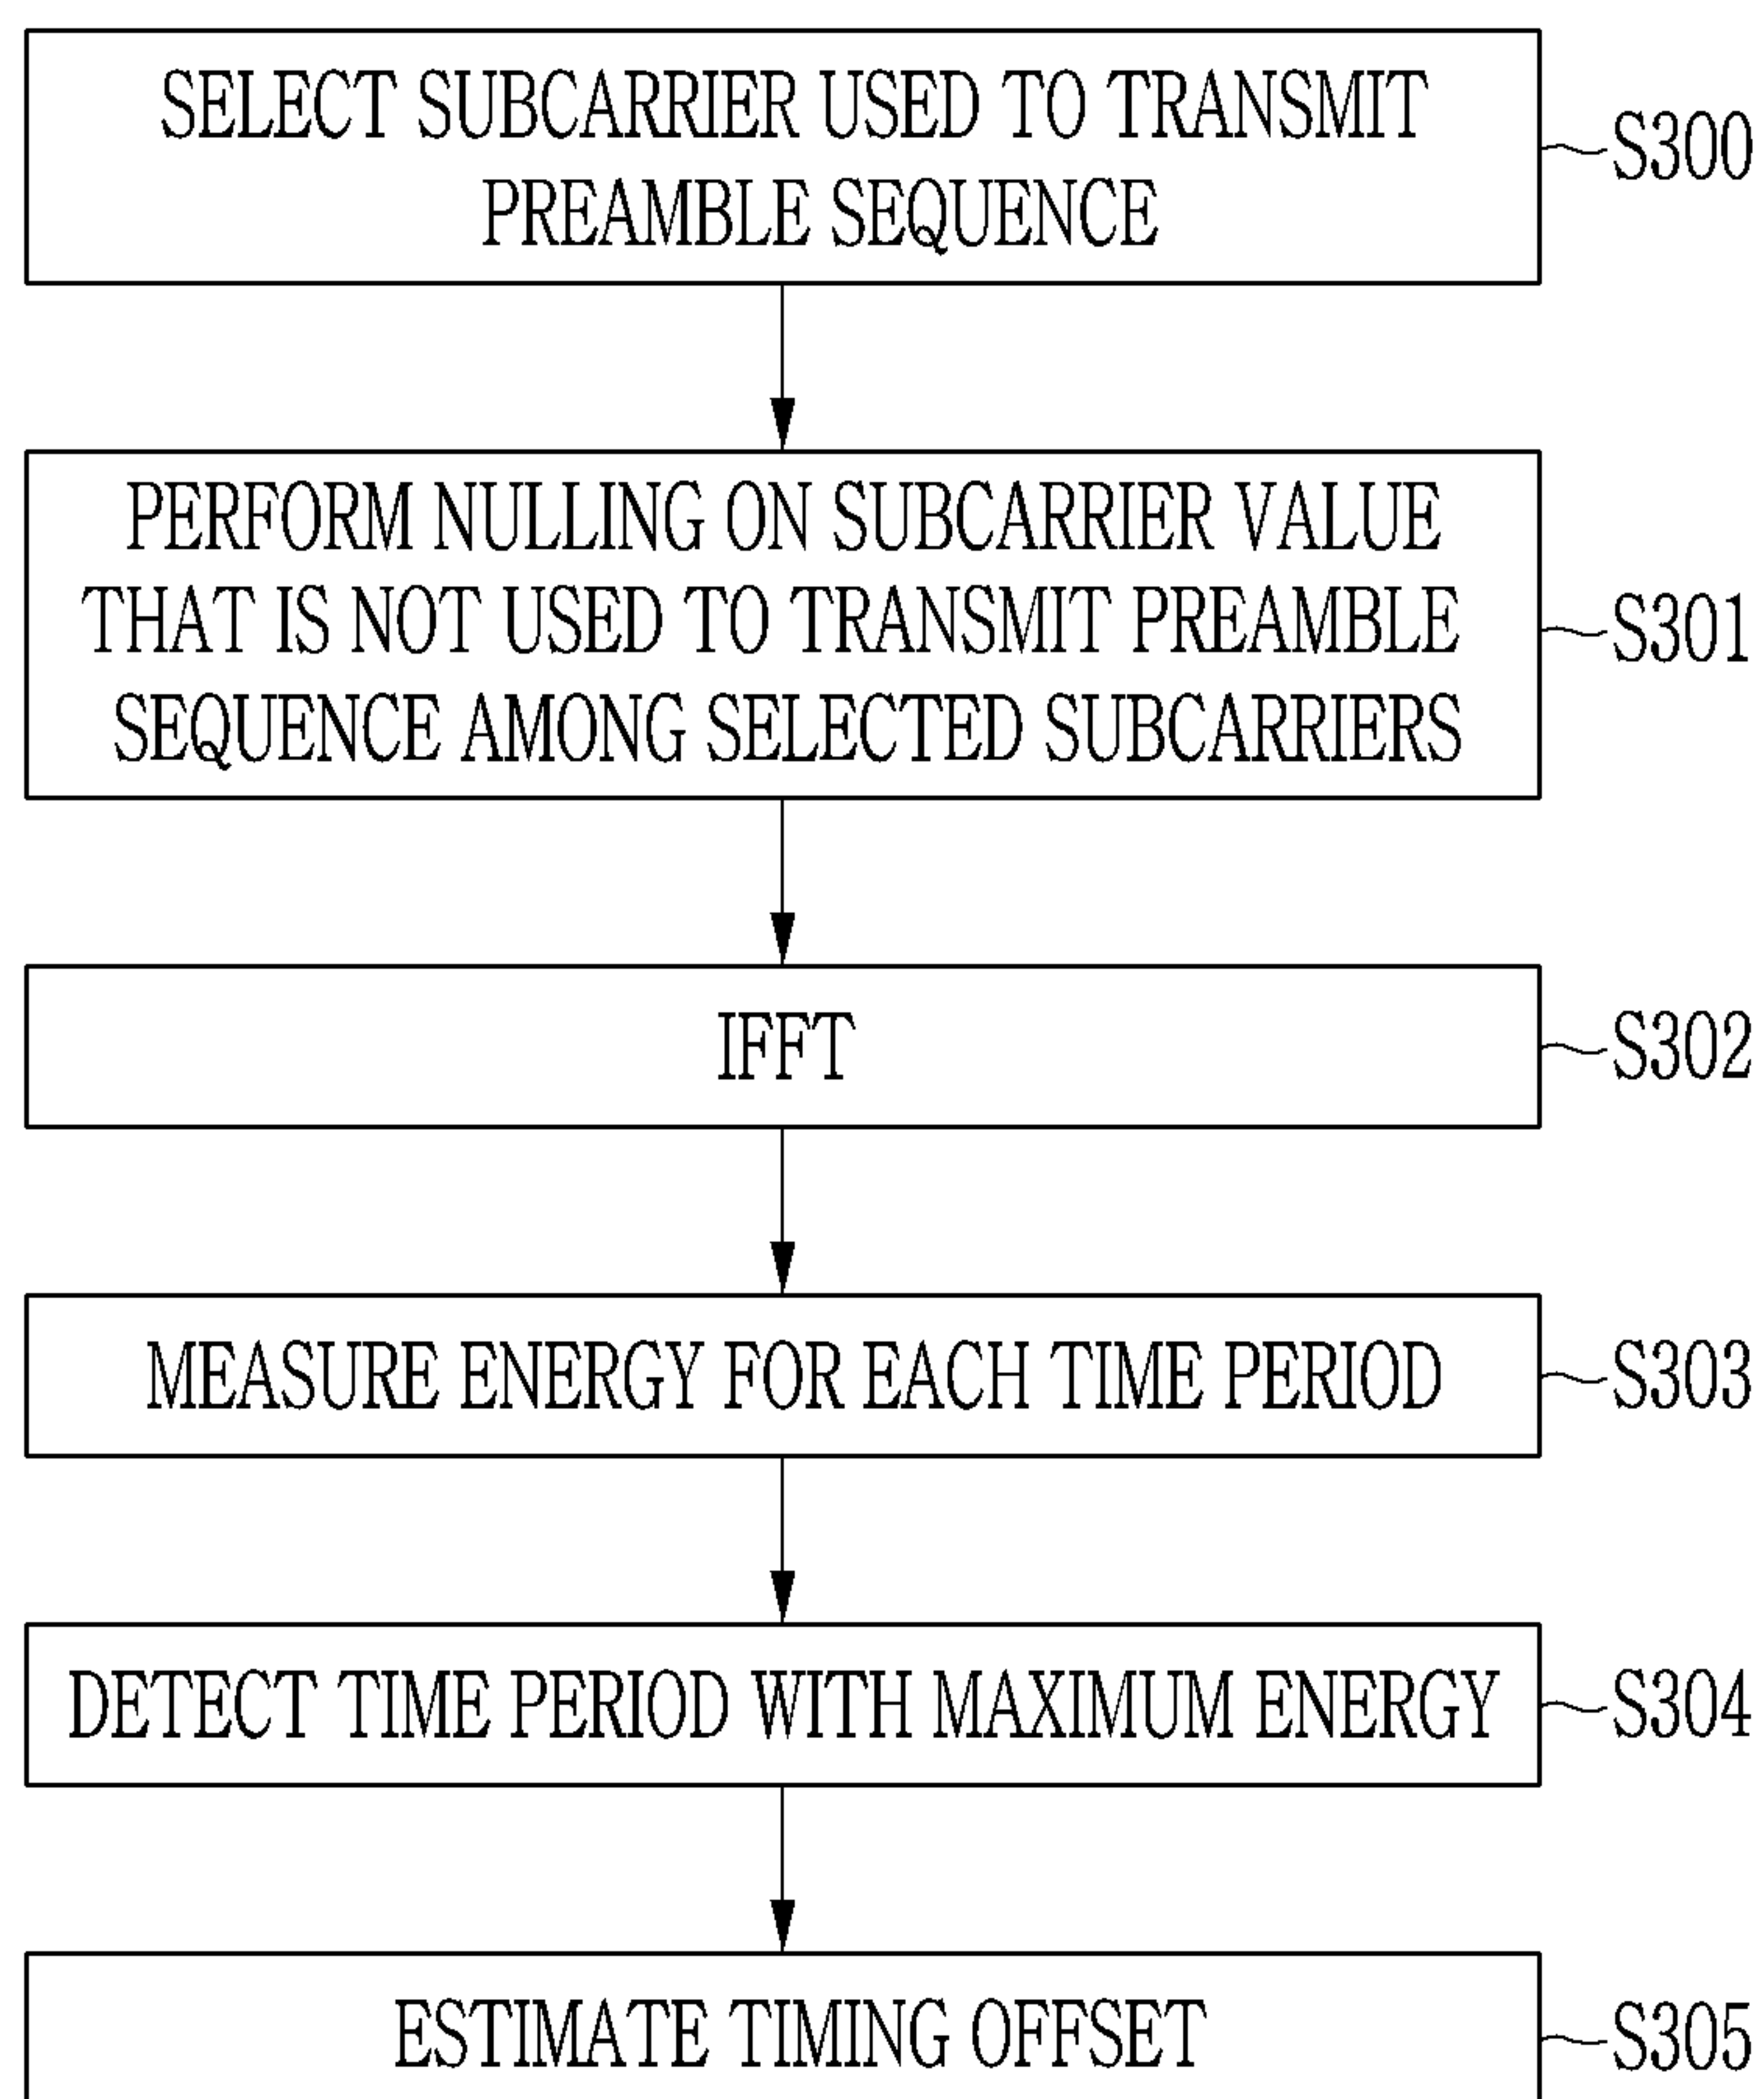 SELECT SUBCARRIER USED TO TRANSMIT
PREAMBLE SEQUENCE
S300
PERFORM NULLING ON SUBCARRIER VALUE
THAT IS NOT USED TO TRANSMIT PREAMBLE
SEQUENCE AMONG SELECTED SUBCARRIERS
S301
IFFT
S302
MEASURE ENERGY FOR EACH TIME PERIOD
S303
DETECT TIME PERIOD WITH MAXIMUM ENERGY
S304
ESTIMATE TIMING OFFSET
S305